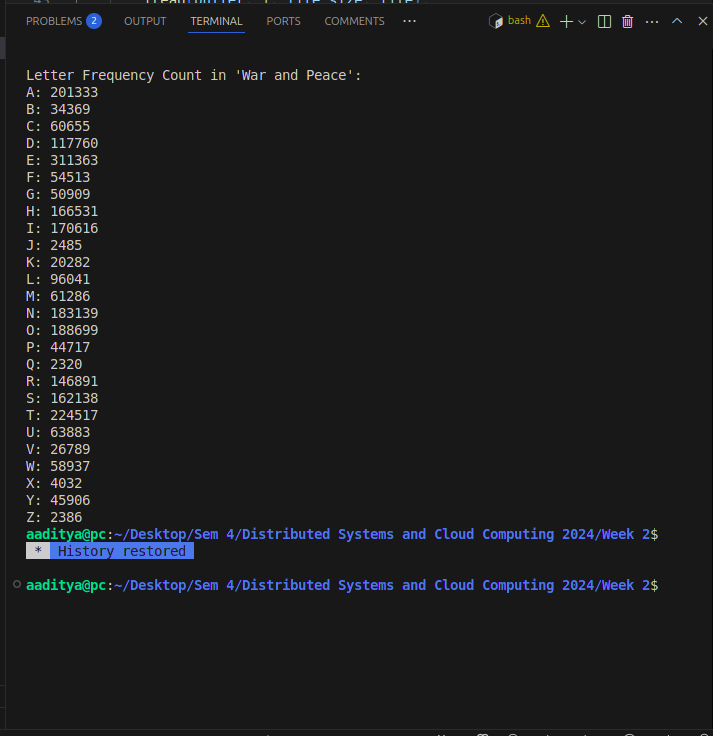 PROBLEMS 2 OUTPUT TERMINAL PORTS COMMENTS ... bash
Letter Frequency Count in 'War and Peace':
A: 201333
B: 34369
C: 60655
D: 117760
E: 311363
F: 54513
G: 50909
H: 166531
I: 170616
J: 2485
K: 20282
L: 96041
M: 61286
N: 183139
O: 188699
P: 44717
Q: 2320
R: 146891
S: 162138
T: 224517
U: 63883
V: 26789
W: 58937
X: 4032
Y: 45906
Z: 2386
aaditya@pc:~/Desktop/Sem 4/Distributed Systems and Cloud Computing 2024/Week 2$
* History restored
aaditya@pc:~/Desktop/Sem 4/Distributed Systems and Cloud Computing 2024/Week 2$